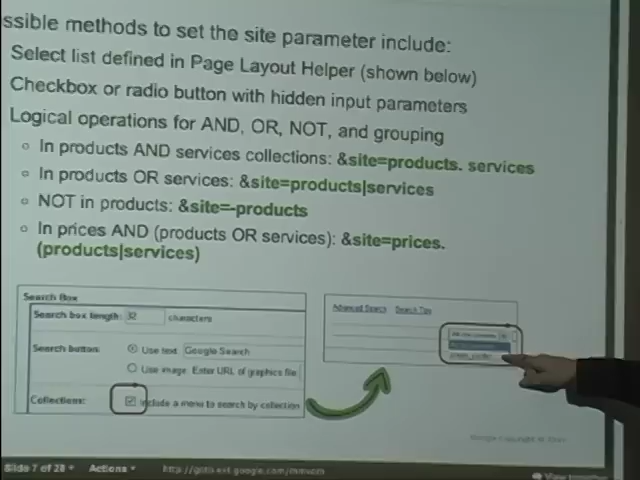 ssible methods to set the site parameter include:
Select list defined in Page Layout Helper (shown below)
Checkbox or radio button with hidden input parameters
Logical operations for AND, OR, NOT, and grouping
In products AND services collections: &site=products. services
In products OR services: &site=products|services
NOT in products: &site=-products
In prices AND (products OR services): &site=prices.
(products|services)
Search Box
Search box length: 32 characters
Search button: Use text Google Search
Use image Enter URL of graphics file
Collections: Include a menu to search by collection
Advanced Search Search Tips
Slide 7 of 28 Actions